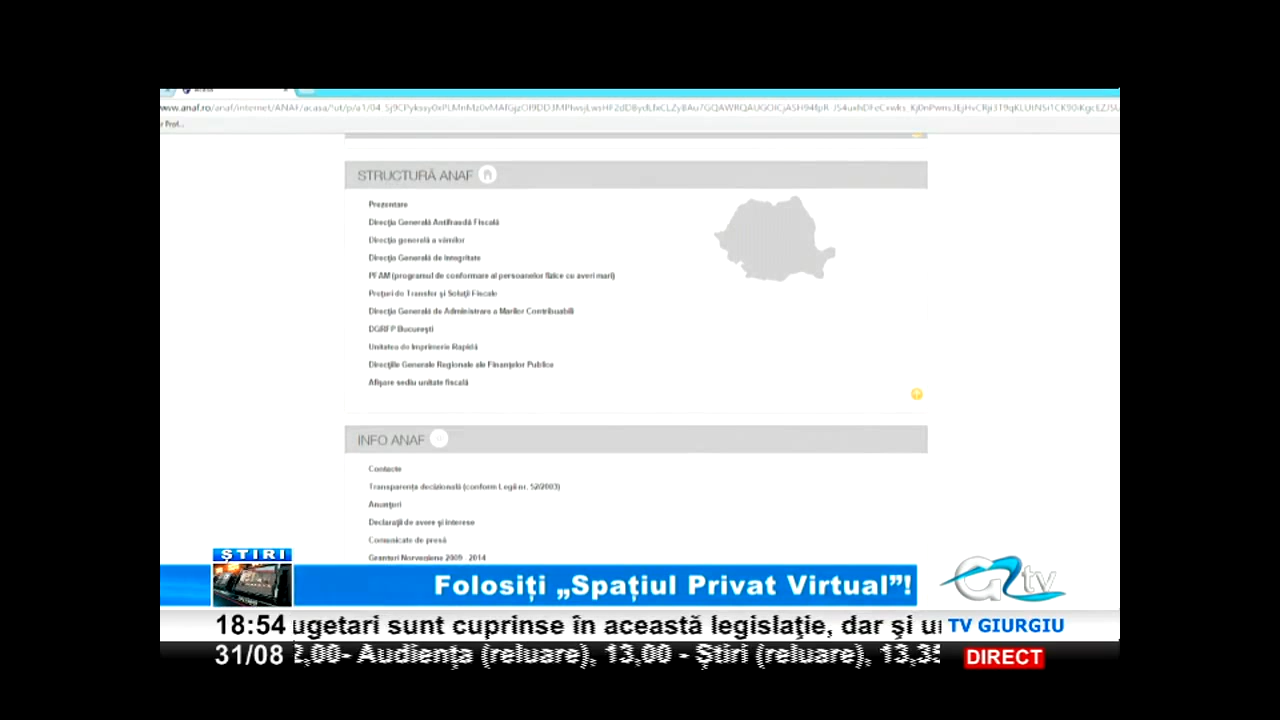 www.anaf.ro/anaf/internet/ANAF/acasa/
STRUCTURĂ ANAF
Prezentare
Direcţia Generală Antifraudă Fiscală
Direcţia generală a vămilor
Direcţia Generală de Integritate
PFAM (programul de conformare al persoanelor fizice cu averi mari)
Preţuri de Transfer şi Soluţii Fiscale
Direcţia Generală de Administrare a Marilor Contribuabili
DGRFP Bucureşti
Unitatea de Imprimerie Rapidă
Direcţiile Generale Regionale ale Finanţelor Publice
Afişare sediu unitate fiscală
INFO ANAF
Contacte
Transparenţa decizională (conform Legii nr. 52/2003)
Anunţuri
Declaraţii de avere şi interese
Comunicate de presă
Granturi Norvegiene 2009 2014
ŞTIRI
Folosiţi „Spaţiul Privat Virtual”!
G tv
18:54 ugetari sunt cuprinse în această legislaţie, dar şi
TV GIURGIU
31/08 2,00- Audienţa (reluare), 13,00 - Ştiri (reluare), 13,35
DIRECT